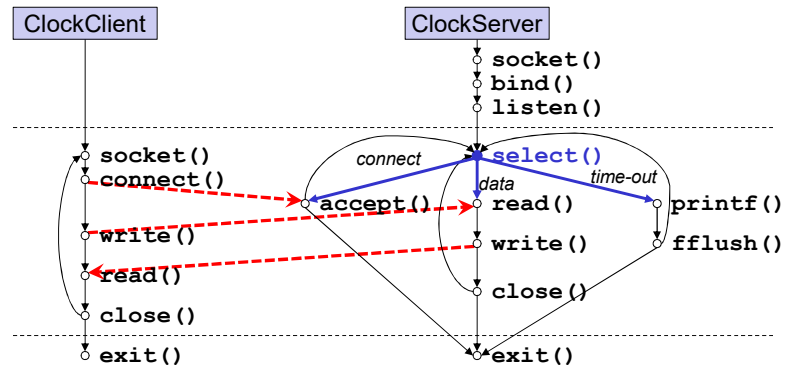 ClockClient
ClockServer
socket()
bind()
listen()
socket()
connect
select()
connect()
data
time-out
accept()
read()
printf()
write()
write()
fflush()
read()
close()
close()
exit()
exit()